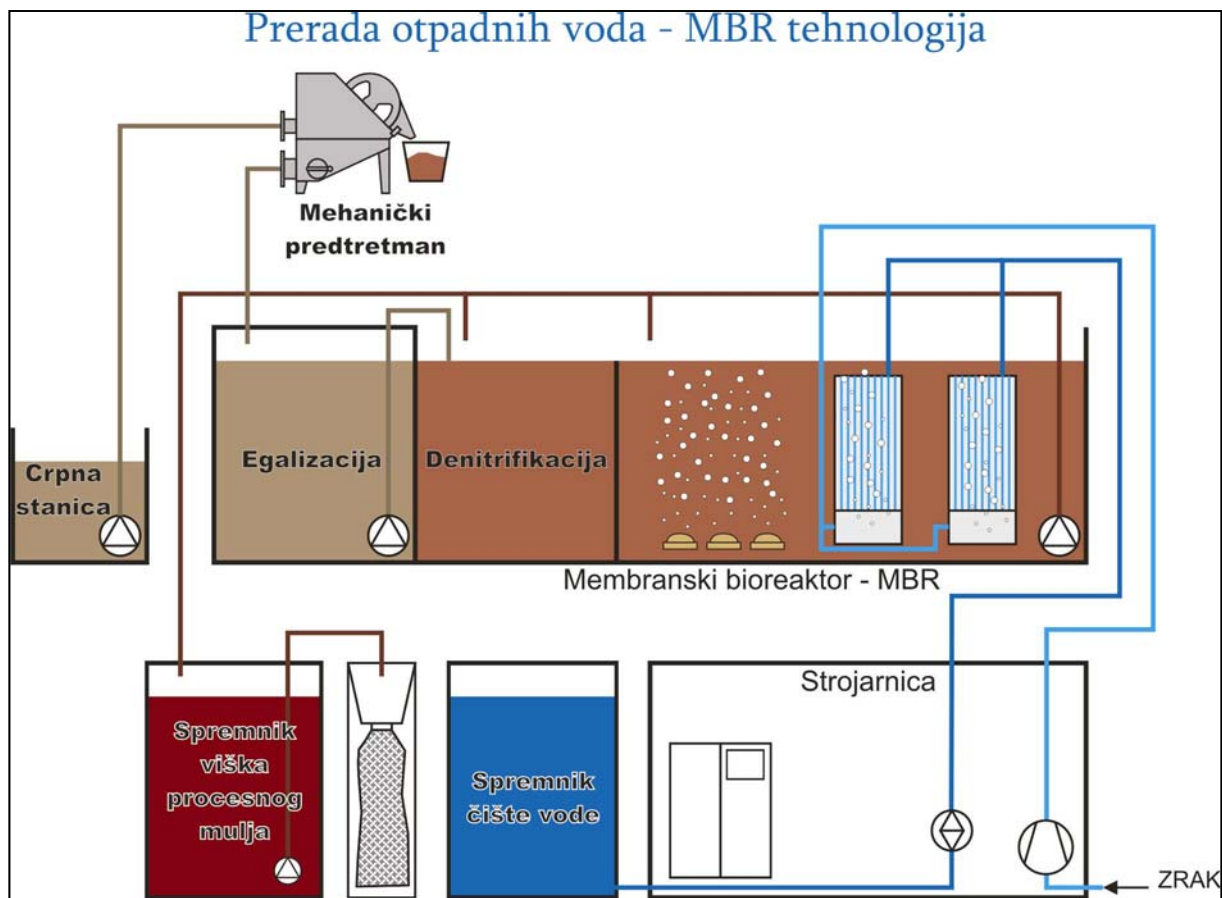 Prerada otpadnih voda - MBR tehnologija
Mehanički
predtretman
Crpna
stanica
Egalizacija
Denitrifikacija
Membranski bioreaktor - MBR
Spremnik
viška
procesnog
mulja
Spremnik
čište vode
Strojarnica
ZRAK